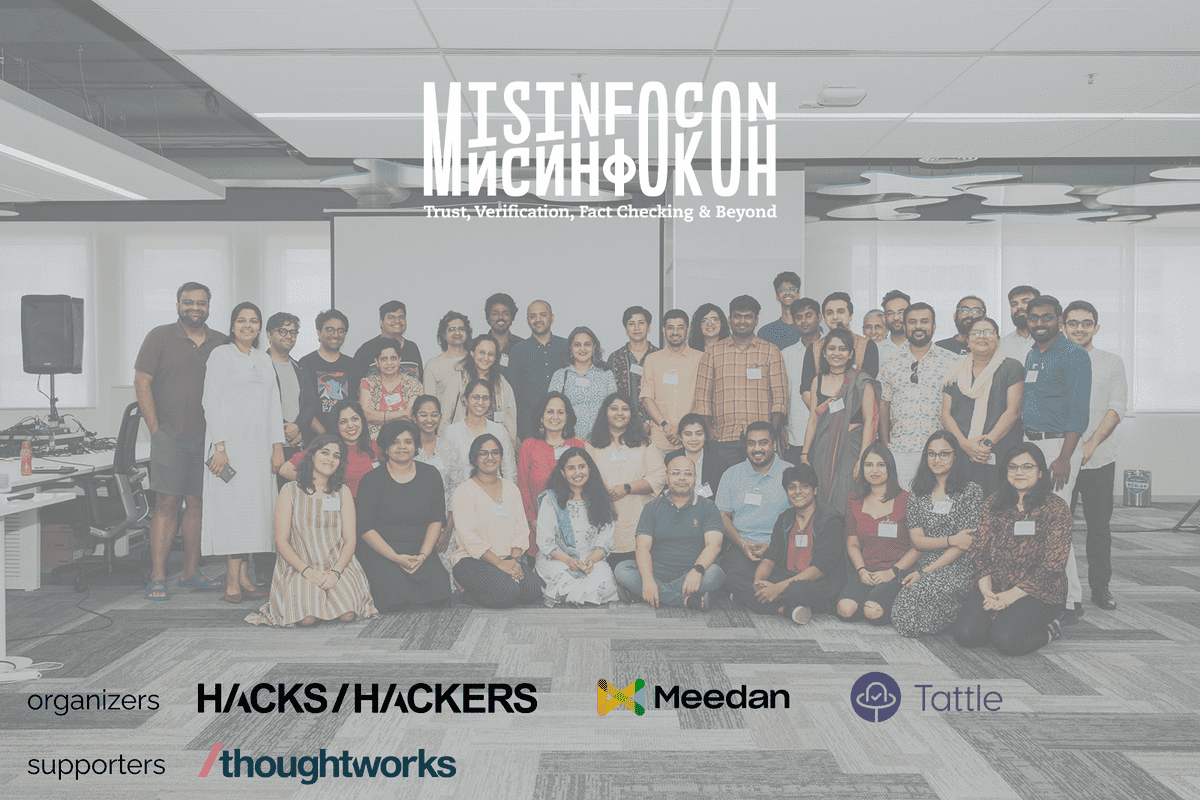 MISINFOCON
МИСИНФОКОН
Trust, Verification, Fact Checking & Beyond
organizers HACKS/HACKERS Meedan Tattle
supporters /thoughtworks